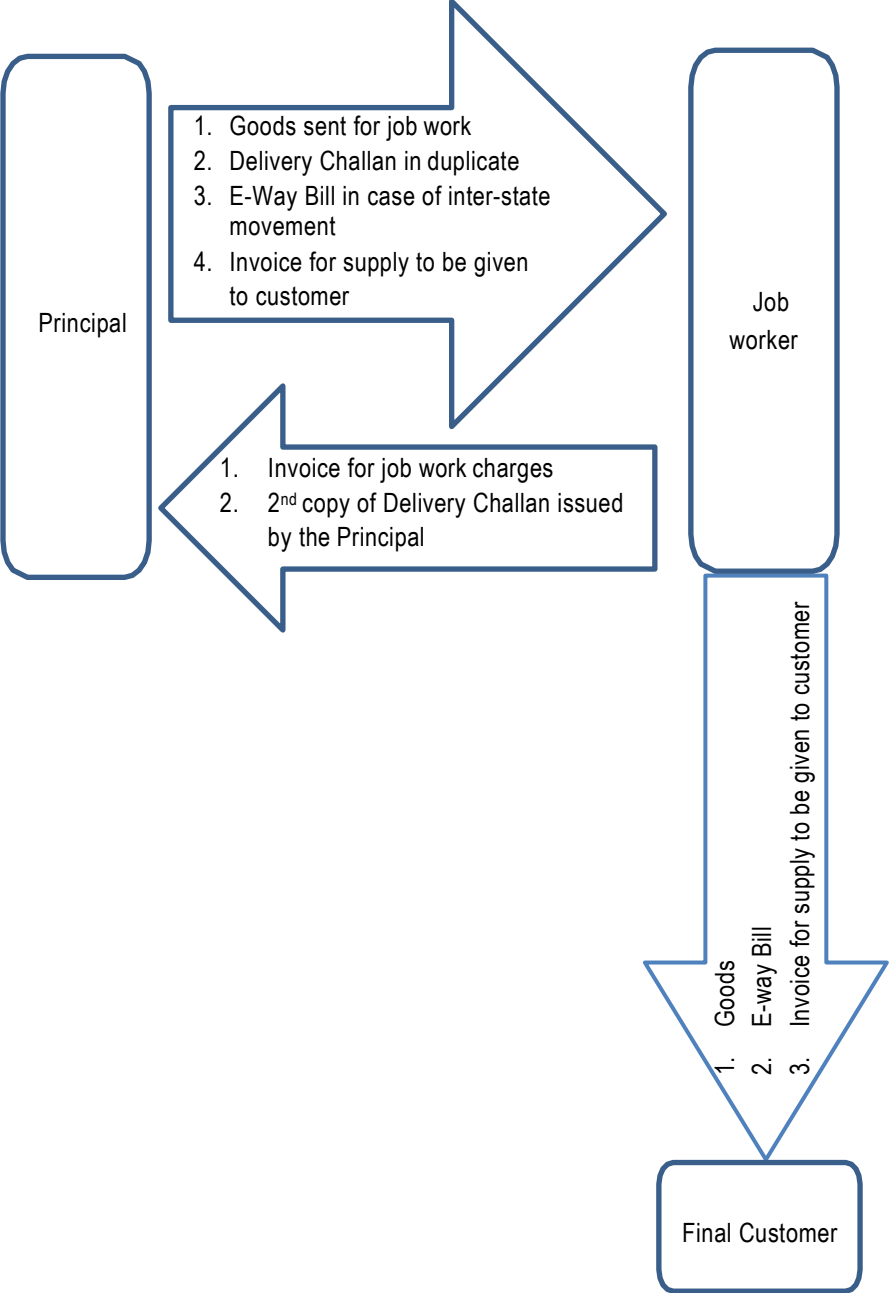 Principal
1. Goods sent for job work
2. Delivery Challan in duplicate
3. E-Way Bill in case of inter-state
movement
4. Invoice for supply to be given
to customer
Job
worker
1. Invoice for job work charges
2. 2nd copy of Delivery Challan issued
by the Principal
1. Goods
2. E-way Bill
3. Invoice for supply to be given to customer
Final Customer